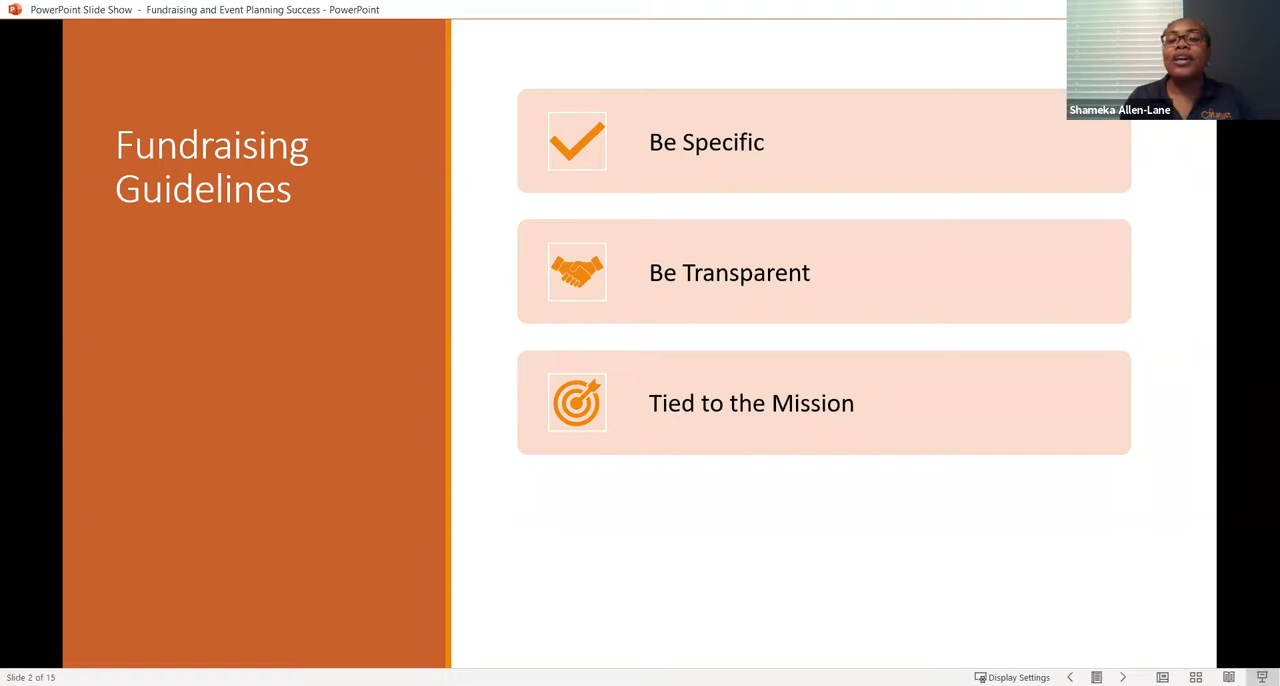 PowerPoint Slide Show - Fundraising and Event Planning Success - PowerPoint
Shameka Allen-Lane
Fundraising
Guidelines
Be Specific
Be Transparent
Tied to the Mission
Slide 2 of 15
Display Settings